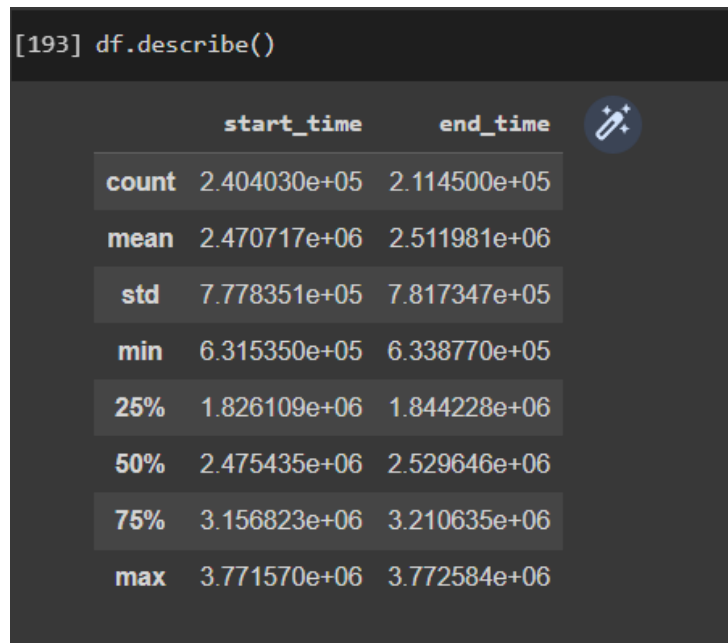 [193] df.describe()
start_time end_time
count 2.404030e+05 2.114500e+05
mean 2.470717e+06 2.511981e+06
std 7.778351e+05 7.817347e+05
min 6.315350e+05 6.338770e+05
25% 1.826109e+06 1.844228e+06
50% 2.475435e+06 2.529646e+06
75% 3.156823e+06 3.210635e+06
max 3.771570e+06 3.772584e+06